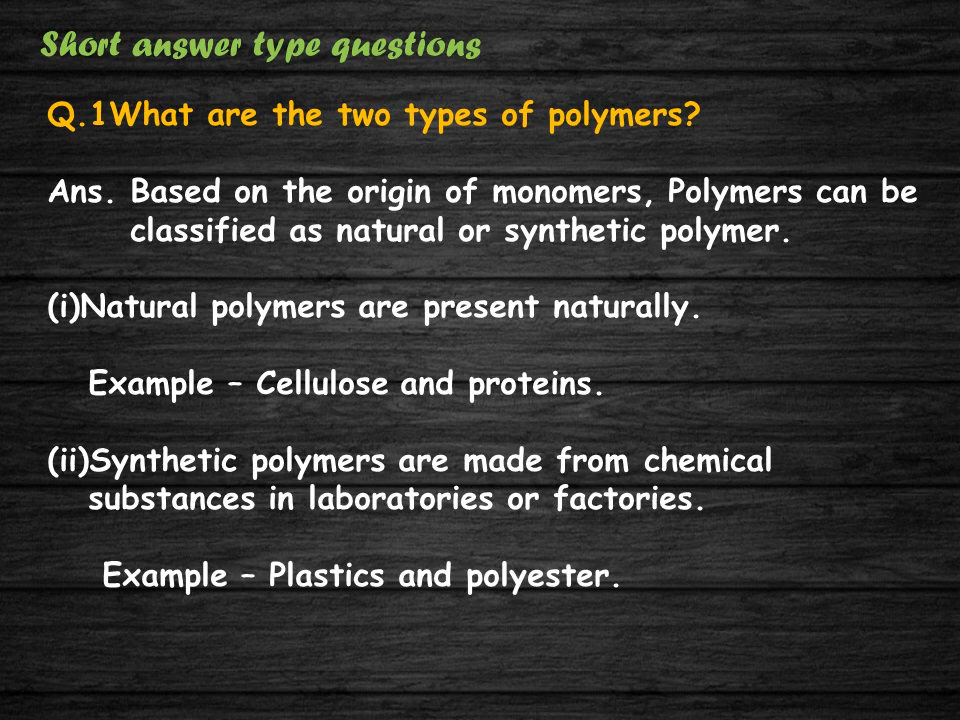 Short answer type questions
Q.1What are the two types of polymers?
Ans. Based on the origin of monomers, Polymers can be
classified as natural or synthetic polymer.
(i)Natural polymers are present naturally.
Example – Cellulose and proteins.
(ii)Synthetic polymers are made from chemical
substances in laboratories or factories.
Example – Plastics and polyester.